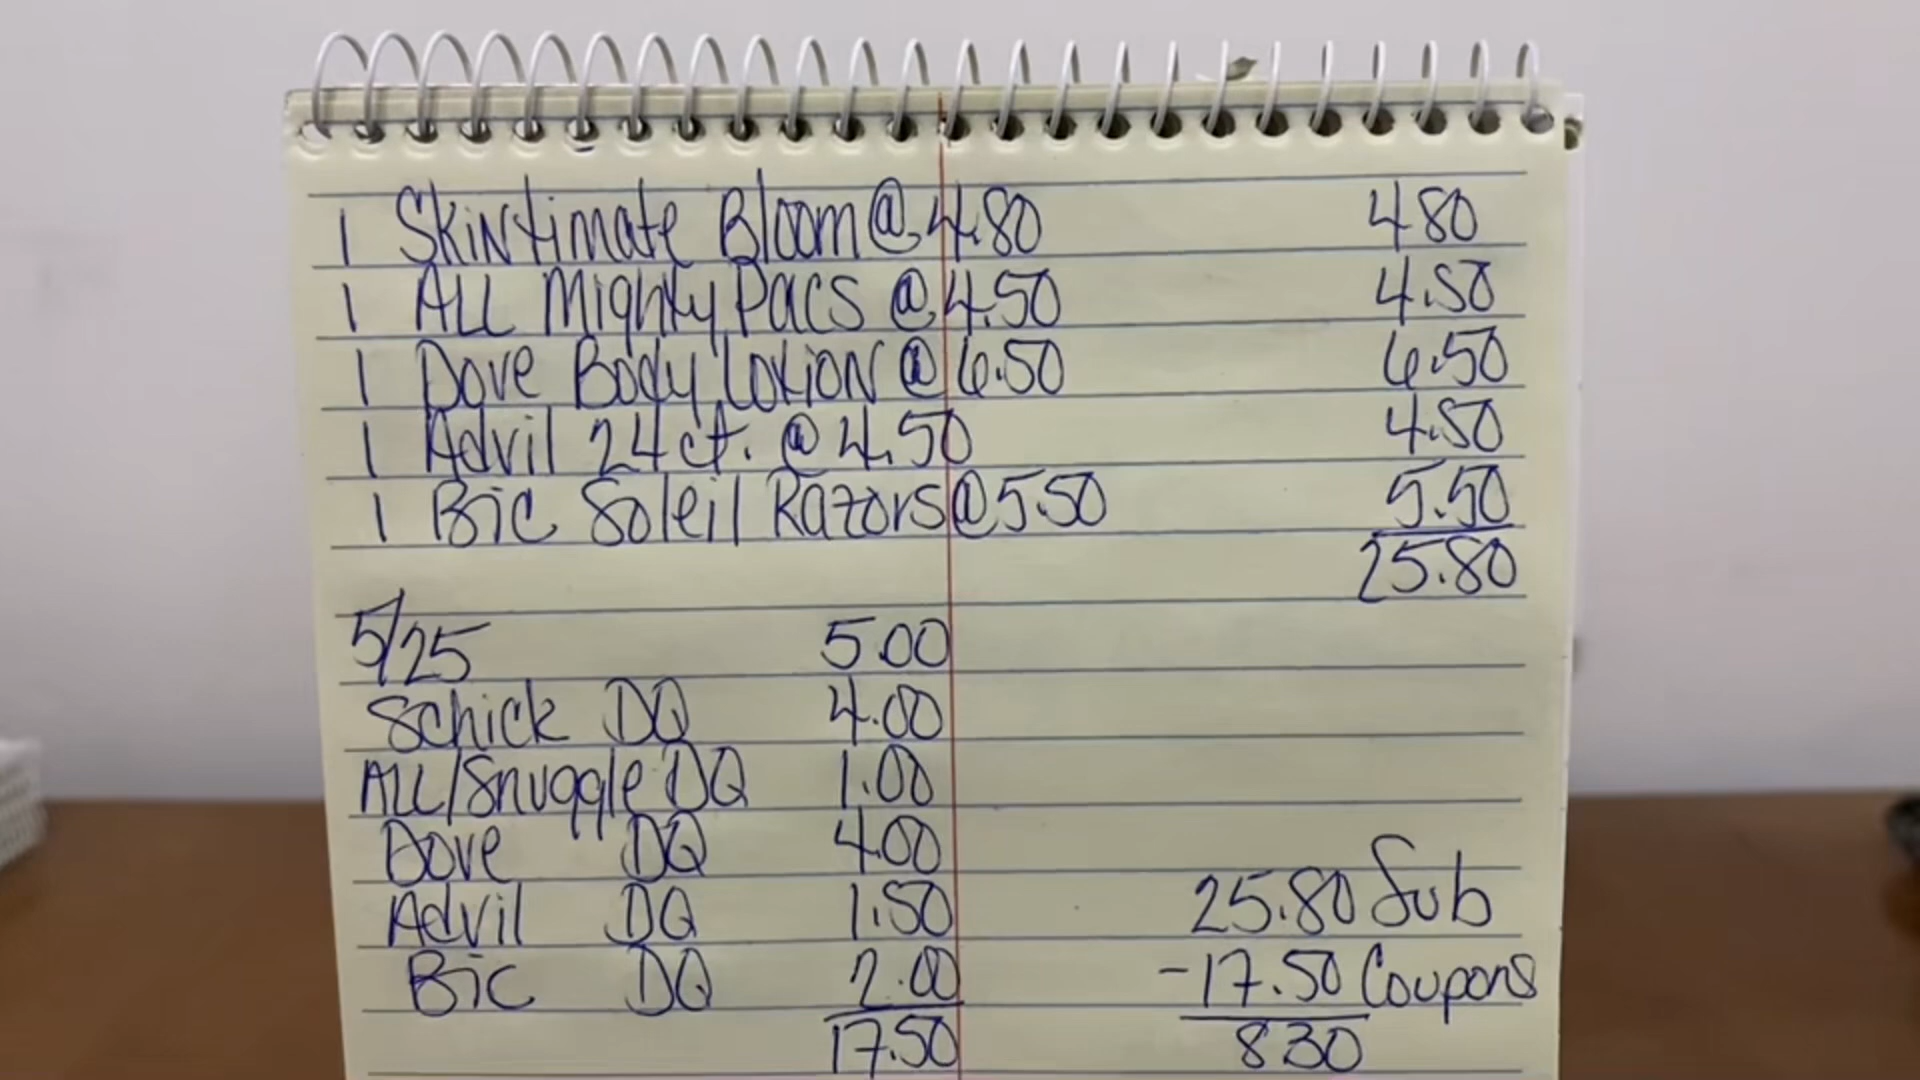 1 Skintimate Bloom @ 4.80 4 80
1 ALL Mighty Pacs @ 4.50 4.50
1 Dove Body Lotion @ 6.50 6.50
1 Advil 24 ct. @ 4.50 4.50
1 Bic Soleil Razors @ 5.50 5.50
25.80
5/25 5.00
Schick DQ 4.00
ALL/Snuggle DQ 1.00
Dove DQ 4.00
Advil DQ 1.50
25.80 Sub
Bic DQ 2.00
-17.50 Coupons
17.50
8 30